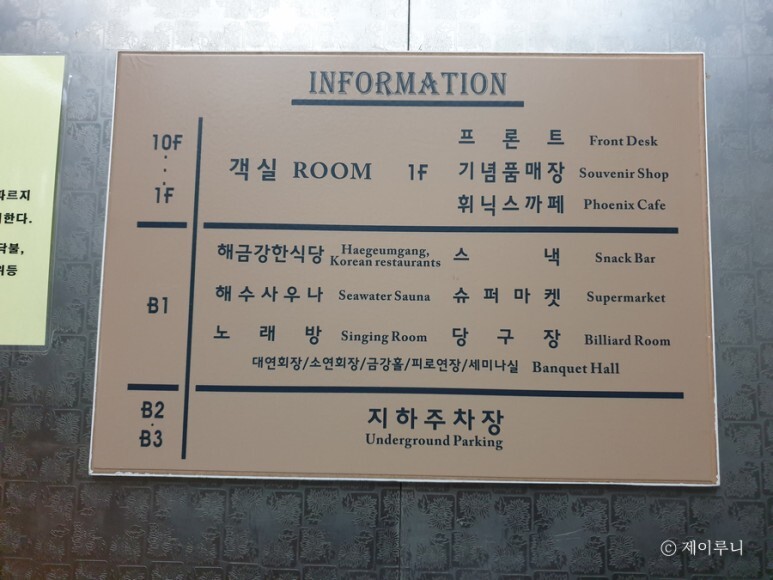 INFORMATION
10F
1F
객실 ROOM
1F
프론트 Front Desk
기념품매장 Souvenir Shop
휘닉스까페 Phoenix Cafe
B1
해금강한식당 Haegeumgang, Korean restaurants
스낵 Snack Bar
해수사우나 Seawater Sauna
슈퍼마켓 Supermarket
노래방 Singing Room
당구장 Billiard Room
대연회장/소연회장/금강홀/피로연장/세미나실 Banquet Hall
B2
B3
지하주차장
Underground Parking
ⓒ 제이루니